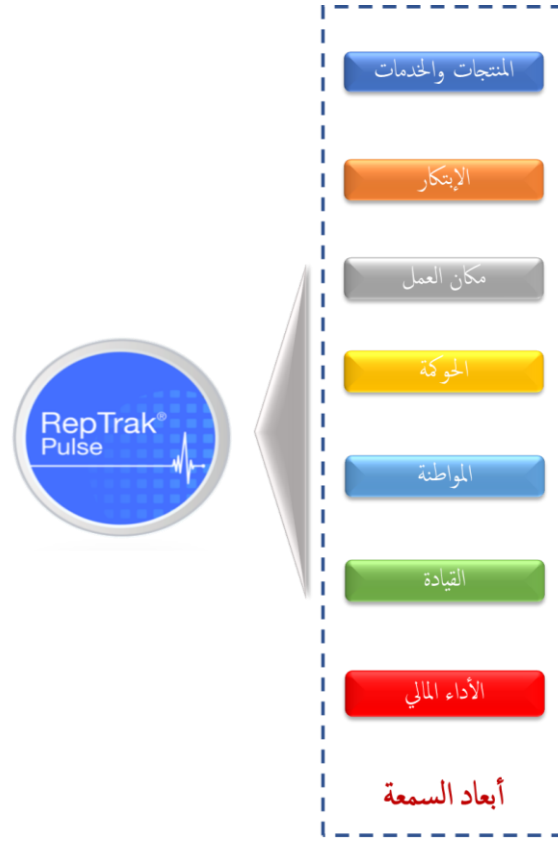 المنتجات والخدمات
الإبتكار
مكان العمل
الحوكمة
RepTrak®
Pulse
المواطنة
القيادة
الأداء المالي
أبعاد السمعة